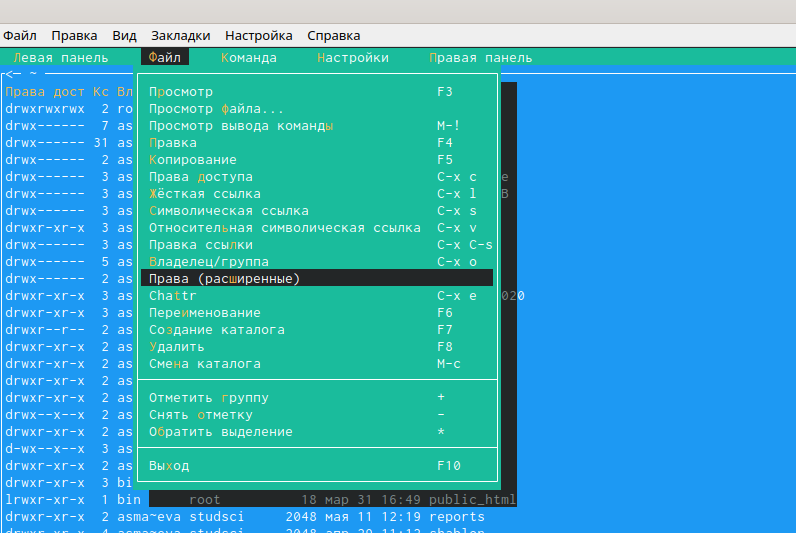 Файл Правка Вид Закладки Настройка Справка
Левая панель Файл Команда Настройки Правая панель
<─ ~
Права дост Кс Вл
drwxrwxrwx 2 ro Просмотр F3
drwx------ 7 as Просмотр файла...
drwx------ 31 as Просмотр вывода команды M-!
drwx------ 2 as Правка F4
drwx------ 3 as Копирование F5
drwx------ 3 as Права доступа C-x c е
drwx------ 3 as Жёсткая ссылка C-x l В
drwx------ 3 as Символическая ссылка C-x s
drwxr-xr-x 3 as Относительная символическая ссылка C-x v
drwx------ 3 as Правка ссылки C-x C-s
drwx------ 5 as Владелец/группа C-x o
drwx------ 2 as Права (расширенные)
drwxr-xr-x 3 as Chattr C-x e 020
drwxr-xr-x 3 as Переименование F6
drwxr--r-- 2 as Создание каталога F7
drwxr-xr-x 2 as Удалить F8
drwxr-xr-x 2 as Смена каталога M-c
drwxr-xr-x 2 as
drwxr-xr-x 2 as Отметить группу +
drwx--x--x 2 as Снять отметку -
drwxr-xr-x 2 as Обратить выделение *
d-wx--x--x 3 as
drwxr-xr-x 2 as Выход F10
drwxr-xr-x 3 bi
lrwxr-xr-x 1 bin root 18 мар 31 16:49 public_html
drwxr-xr-x 2 asma~eva studsci 2048 мая 11 12:19 reports